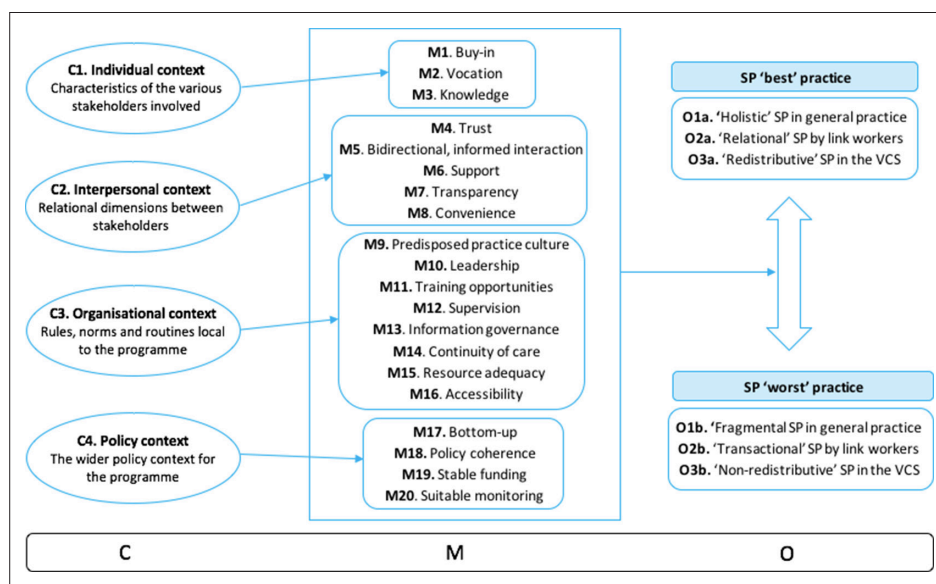 C1. Individual context
Characteristics of the various
stakeholders involved
C2. Interpersonal context
Relational dimensions between
stakeholders
C3. Organisational context
Rules, norms and routines local
to the programme
C4. Policy context
The wider policy context for
the programme
M1. Buy-in
M2. Vocation
M3. Knowledge
M4. Trust
M5. Bidirectional, informed interaction
M6. Support
M7. Transparency
M8. Convenience
M9. Predisposed practice culture
M10. Leadership
M11. Training opportunities
M12. Supervision
M13. Information governance
M14. Continuity of care
M15. Resource adequacy
M16. Accessibility
M17. Bottom-up
M18. Policy coherence
M19. Stable funding
M20. Suitable monitoring
SP 'best' practice
O1a. 'Holistic' SP in general practice
O2a. 'Relational' SP by link workers
O3a. 'Redistributive' SP in the VCS
SP 'worst' practice
O1b. 'Fragmental SP in general practice
O2b. 'Transactional' SP by link workers
O3b. 'Non-redistributive' SP in the VCS
C M O